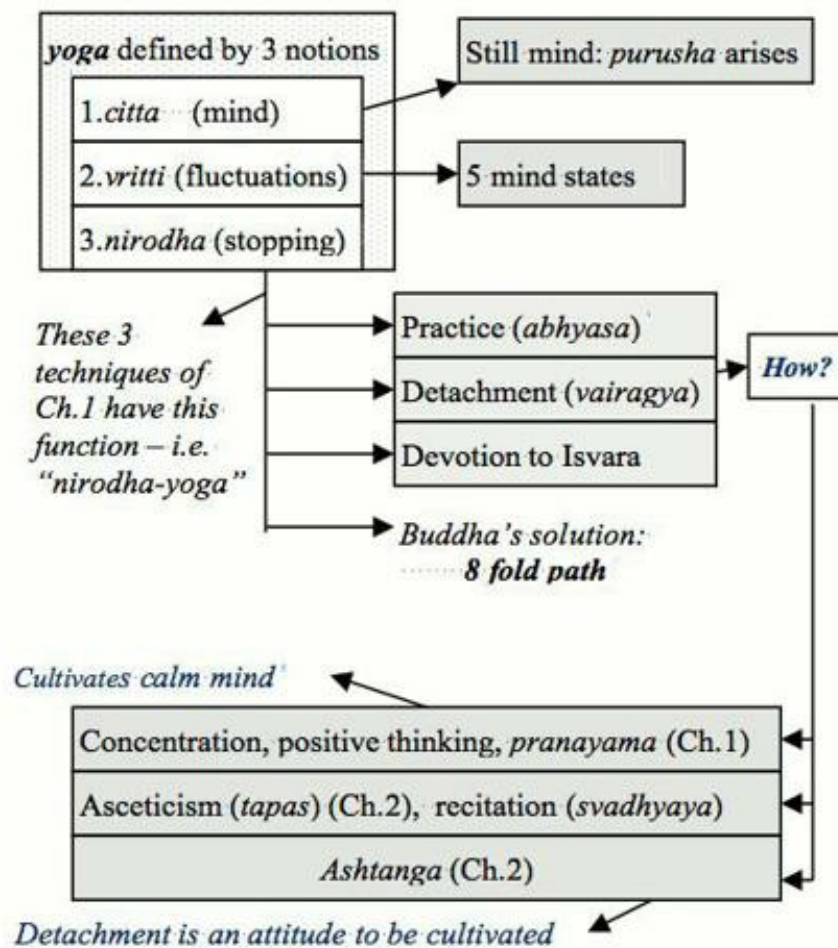 yoga defined by 3 notions
1.citta (mind)
2.vritti (fluctuations)
3.nirodha (stopping)
Still mind: purusha arises
5 mind states
These 3
techniques of
Ch.1 have this
function – i.e.
“nirodha-yoga”
Practice (abhyasa)
Detachment (vairagya)
Devotion to Isvara
How?
Buddha’s solution:
8 fold path
Cultivates calm mind
Concentration, positive thinking, pranayama (Ch.1)
Asceticism (tapas) (Ch.2), recitation (svadhyaya)
Ashtanga (Ch.2)
Detachment is an attitude to be cultivated